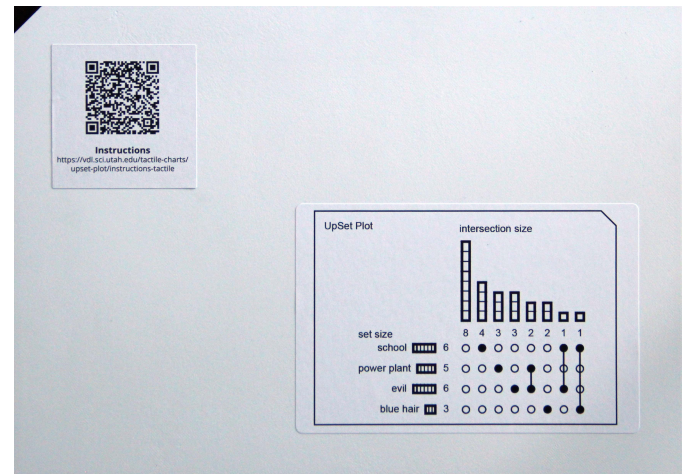 Instructions
https://vdl.sci.utah.edu/tactile-charts/
upset-plot/instructions-tactile
UpSet Plot
intersection size
set size 8 4 3 3 2 2 1 1
school 6
power plant 5
evil 6
blue hair 3